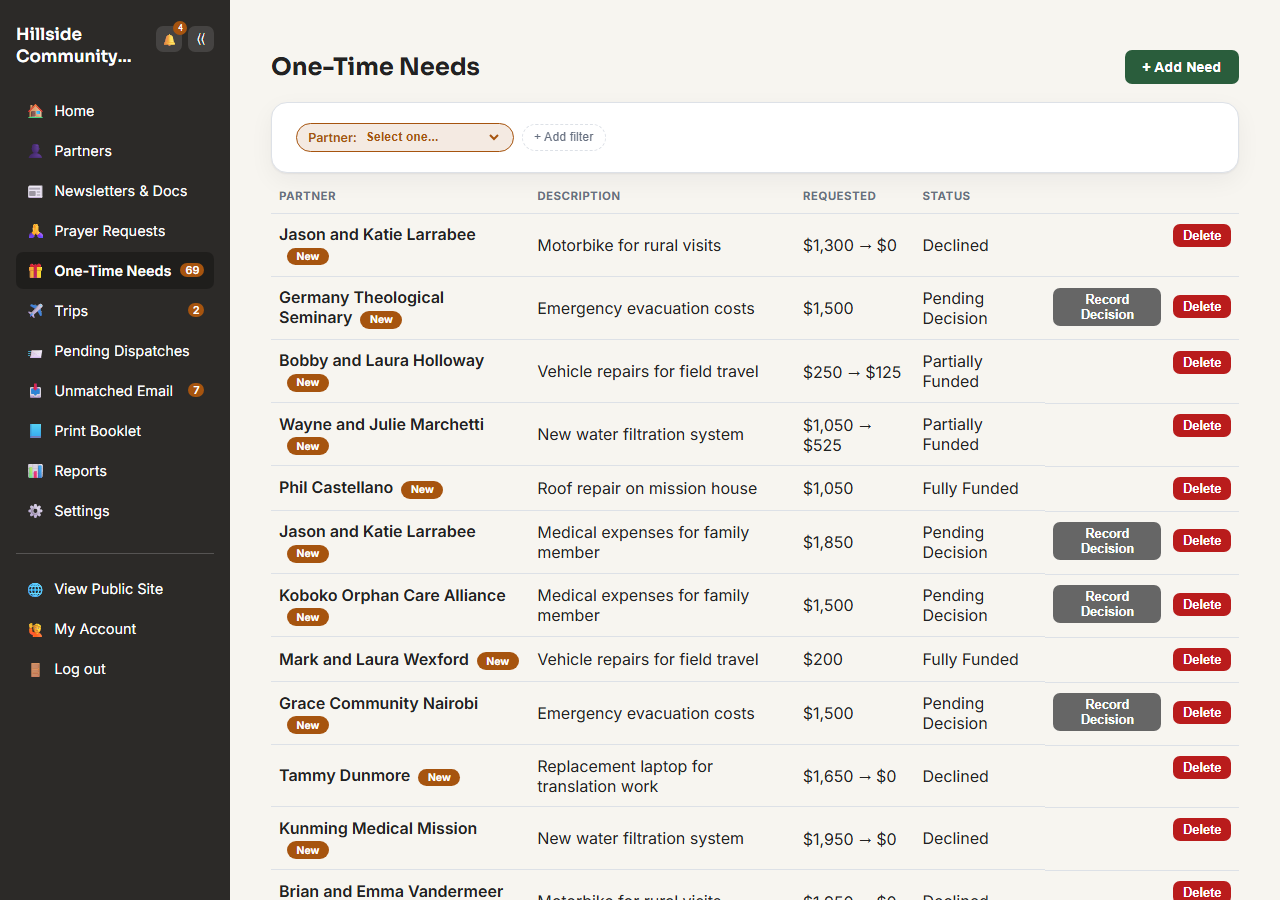 Hillside
Community...
4
Home
Partners
Newsletters & Docs
Prayer Requests
One-Time Needs 69
Trips 2
Pending Dispatches
Unmatched Email 7
Print Booklet
Reports
Settings
View Public Site
My Account
Log out
One-Time Needs
+ Add Need
Partner: Select one...
+ Add filter
PARTNER DESCRIPTION REQUESTED STATUS
Jason and Katie Larrabee
New
Motorbike for rural visits
$1,300 → $0
Declined
Delete
Germany Theological
Seminary New
Emergency evacuation costs
$1,500
Pending
Decision
Record
Decision
Delete
Bobby and Laura Holloway
New
Vehicle repairs for field travel
$250 → $125
Partially
Funded
Delete
Wayne and Julie Marchetti
New
New water filtration system
$1,050 →
$525
Partially
Funded
Delete
Phil Castellano New
Roof repair on mission house
$1,050
Fully Funded
Delete
Jason and Katie Larrabee
New
Medical expenses for family
member
$1,850
Pending
Decision
Record
Decision
Delete
Koboko Orphan Care Alliance
New
Medical expenses for family
member
$1,500
Pending
Decision
Record
Decision
Delete
Mark and Laura Wexford New
Vehicle repairs for field travel
$200
Fully Funded
Delete
Grace Community Nairobi
New
Emergency evacuation costs
$1,500
Pending
Decision
Record
Decision
Delete
Tammy Dunmore New
Replacement laptop for
translation work
$1,650 → $0
Declined
Delete
Kunming Medical Mission
New
New water filtration system
$1,950 → $0
Declined
Delete
Brian and Emma Vandermeer
Motorbike for rural visits
Declined
Delete